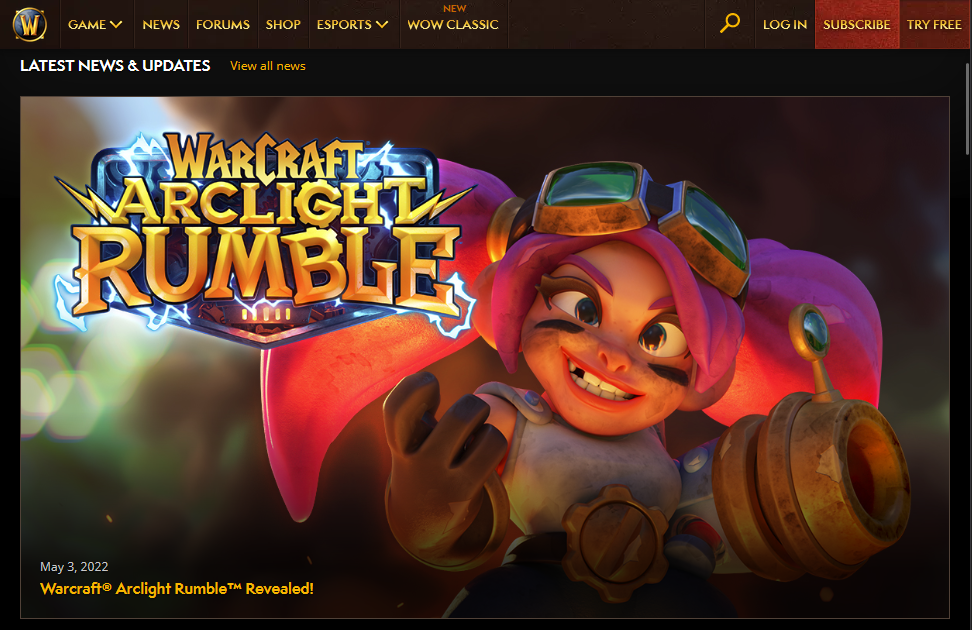 W
GAME NEWS FORUMS SHOP ESPORTS NEW WOW CLASSIC LOG IN SUBSCRIBE TRY FREE
LATEST NEWS & UPDATES View all news
WARCRAFT
ARCLIGHT
RUMBLE
May 3, 2022
Warcraft® Arclight Rumble™ Revealed!